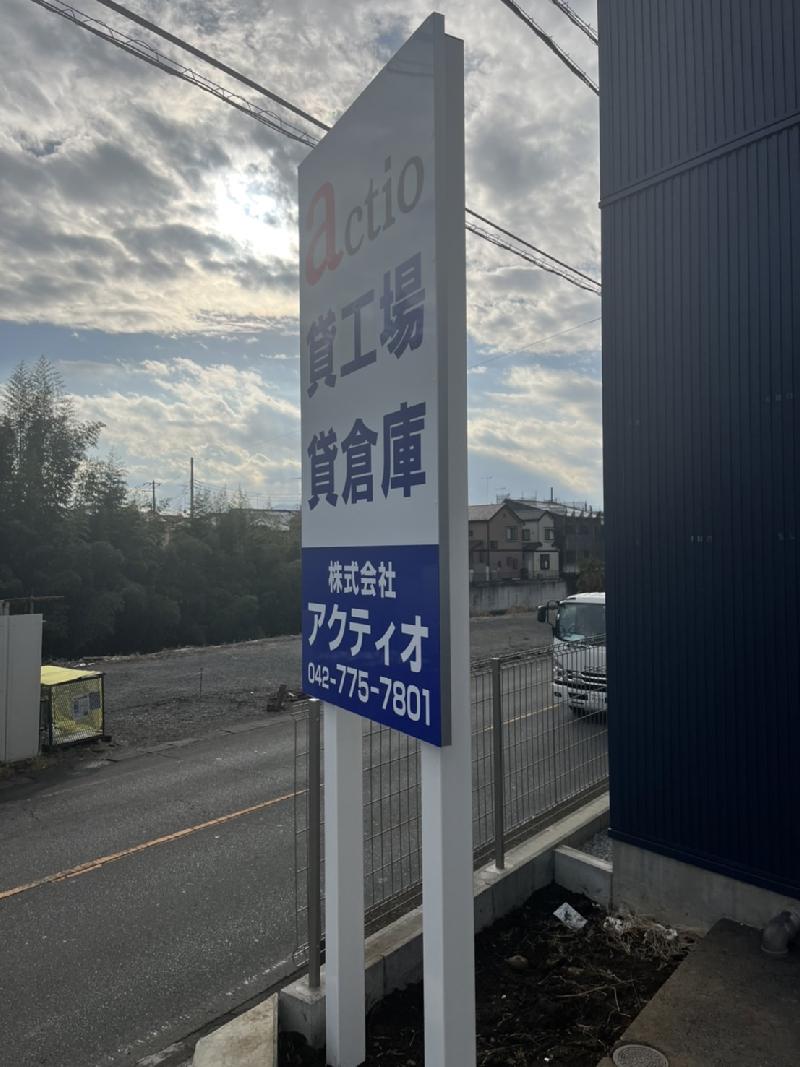 actio
貸工場
貸倉庫
株式会社
アクティオ
042-775-7801